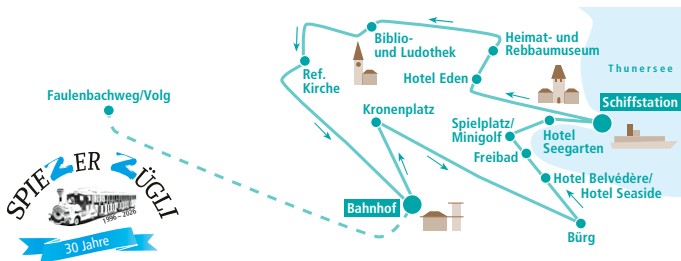 Biblio-
und Ludothek
Heimat- und
Rebbaumuseum
Thunersee
Ref.
Kirche
Hotel Eden
Faulenbachweg/Volg
Kronenplatz
Schiffstation
Spielplatz/
Minigolf
Hotel
Seegarten
Freibad
Hotel Belvédère/
Hotel Seaside
Bahnhof
Bürg
SPIEZER ZÜGLI
1996 – 2026
30 Jahre